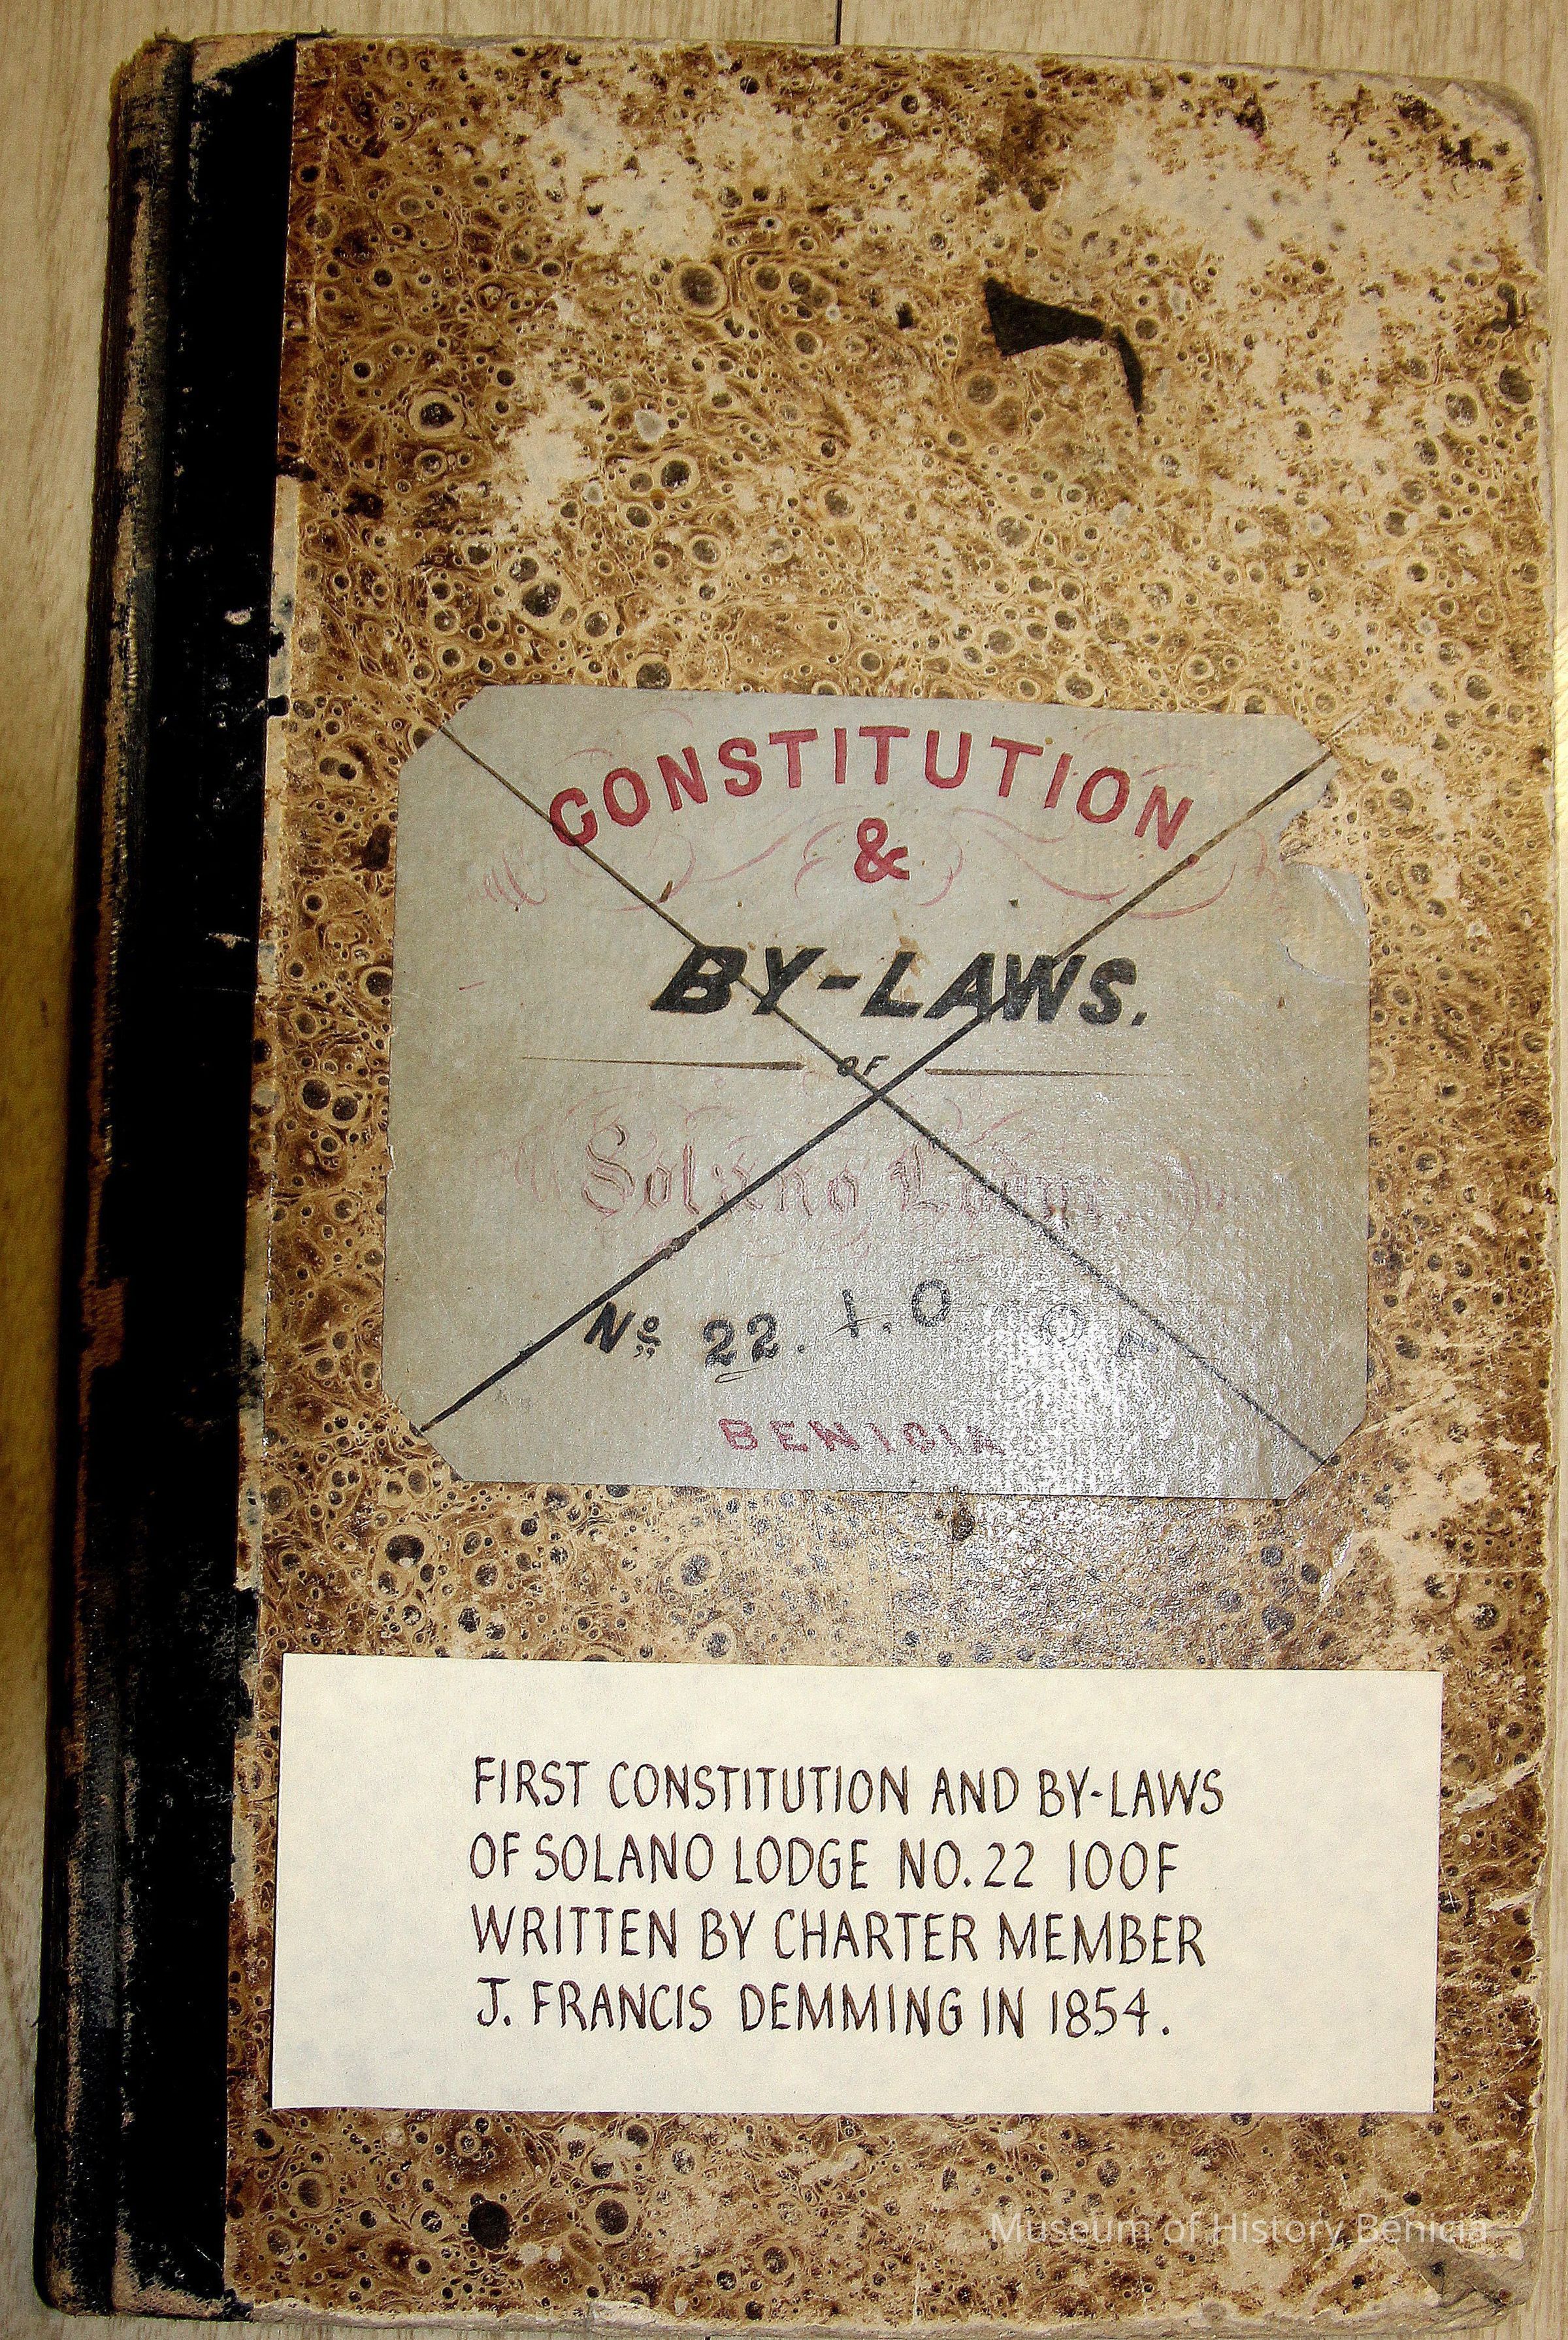 CONSTITUTION
&
BY-LAWS.
OF
Solano Lodge,
No 22. I.O.O.F
BENICIA
FIRST CONSTITUTION AND BY-LAWS
OF SOLANO LODGE NO. 22 IOOF
WRITTEN BY CHARTER MEMBER
J. FRANCIS DEMMING IN 1854.
Museum of History Benicia